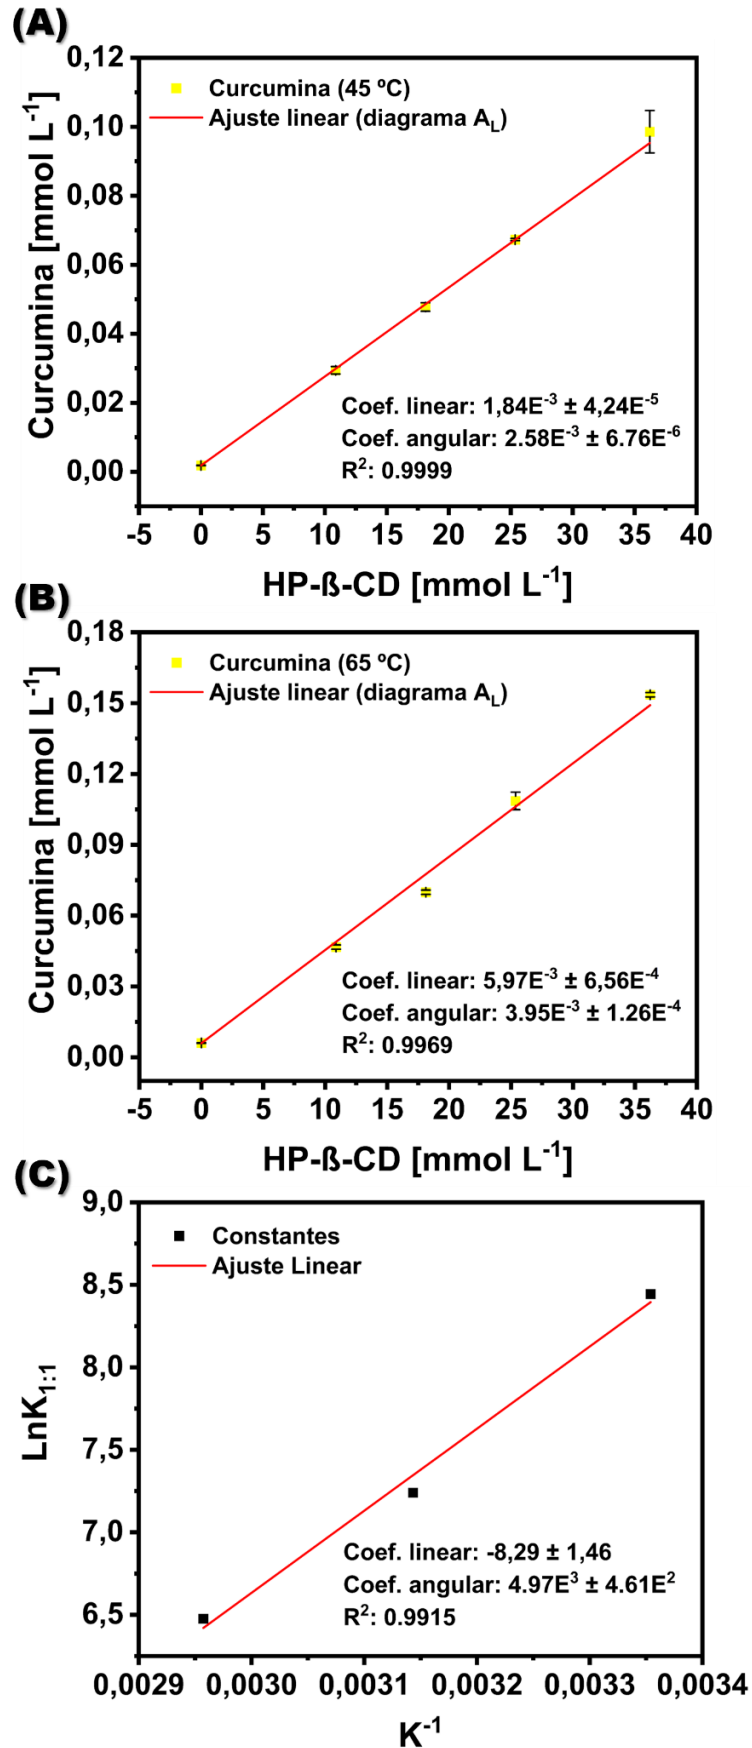 (A)
0,12
0,10
0,08
0,06
0,04
0,02
0,00
Curcumina [mmol L⁻¹]
Curcumina (45 ºC)
Ajuste linear (diagrama A_L)
Coef. linear: 1,84E⁻³ ± 4,24E⁻⁵
Coef. angular: 2.58E⁻³ ± 6.76E⁻⁶
R²: 0.9999
-5 0 5 10 15 20 25 30 35 40
HP-ß-CD [mmol L⁻¹]
(B)
0,18
0,15
0,12
0,09
0,06
0,03
0,00
Curcumina [mmol L⁻¹]
Curcumina (65 ºC)
Ajuste linear (diagrama A_L)
Coef. linear: 5,97E⁻³ ± 6,56E⁻⁴
Coef. angular: 3.95E⁻³ ± 1.26E⁻⁴
R²: 0.9969
-5 0 5 10 15 20 25 30 35 40
HP-ß-CD [mmol L⁻¹]
(C)
9,0
8,5
8,0
7,5
7,0
6,5
LnK₁:₁
Constantes
Ajuste Linear
Coef. linear: -8,29 ± 1,46
Coef. angular: 4.97E³ ± 4.61E²
R²: 0.9915
0,0029 0,0030 0,0031 0,0032 0,0033 0,0034
K⁻¹